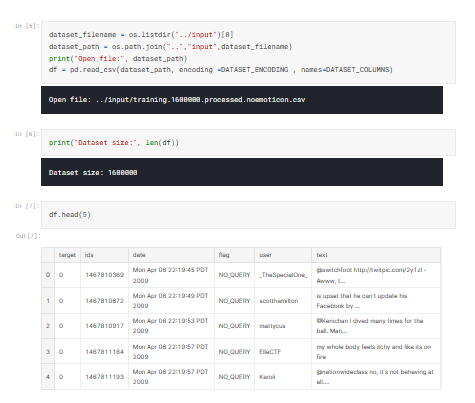 In [5]:
dataset_filename = os.listdir("../input")[0]
dataset_path = os.path.join("..","input",dataset_filename)
print("Open file:", dataset_path)
df = pd.read_csv(dataset_path, encoding =DATASET_ENCODING , names=DATASET_COLUMNS)
Open file: ../input/training.1600000.processed.noemoticon.csv
In [6]:
print("Dataset size:", len(df))
Dataset size: 1600000
In [7]:
df.head(5)
Out[7]:
target ids date flag user text
0 0 1467810369 Mon Apr 06 22:19:45 PDT 2009 NO_QUERY _TheSpecialOne_ @switchfoot http://twitpic.com/2y1zl - Awww, t...
1 0 1467810672 Mon Apr 06 22:19:49 PDT 2009 NO_QUERY scotthamilton is upset that he can't update his Facebook by ...
2 0 1467810917 Mon Apr 06 22:19:53 PDT 2009 NO_QUERY mattycus @Kenichan I dived many times for the ball. Man...
3 0 1467811184 Mon Apr 06 22:19:57 PDT 2009 NO_QUERY ElleCTF my whole body feels itchy and like its on fire
4 0 1467811193 Mon Apr 06 22:19:57 PDT 2009 NO_QUERY Karoli @nationwideclass no, it's not behaving at all....